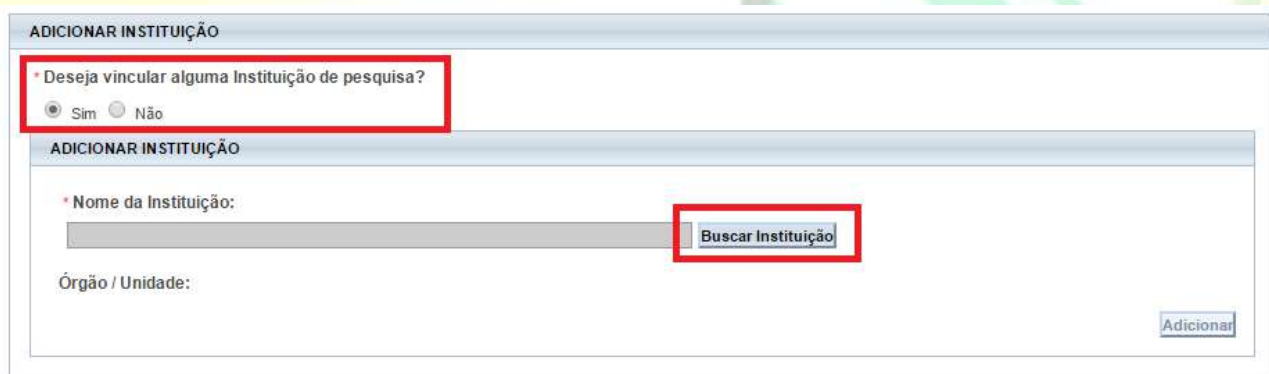 ADICIONAR INSTITUIÇÃO
* Deseja vincular alguma Instituição de pesquisa?
Sim Não
ADICIONAR INSTITUIÇÃO
* Nome da Instituição:
Buscar Instituição
Órgão / Unidade:
Adicionar